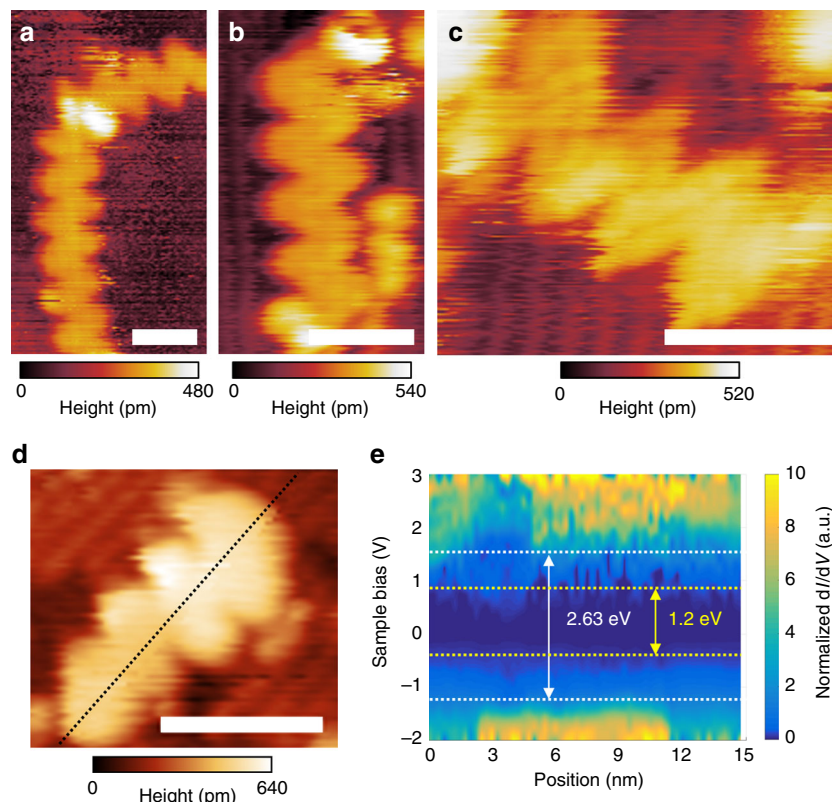 a
b
c
0
480
Height (pm)
0
540
Height (pm)
0
520
Height (pm)
d
0
640
Height (pm)
e
3
2
1
0
–1
–2
Sample bias (V)
2.63 eV
1.2 eV
0
3
6
9
12
15
Position (nm)
10
8
6
4
2
0
Normalized dI/dV (a.u.)